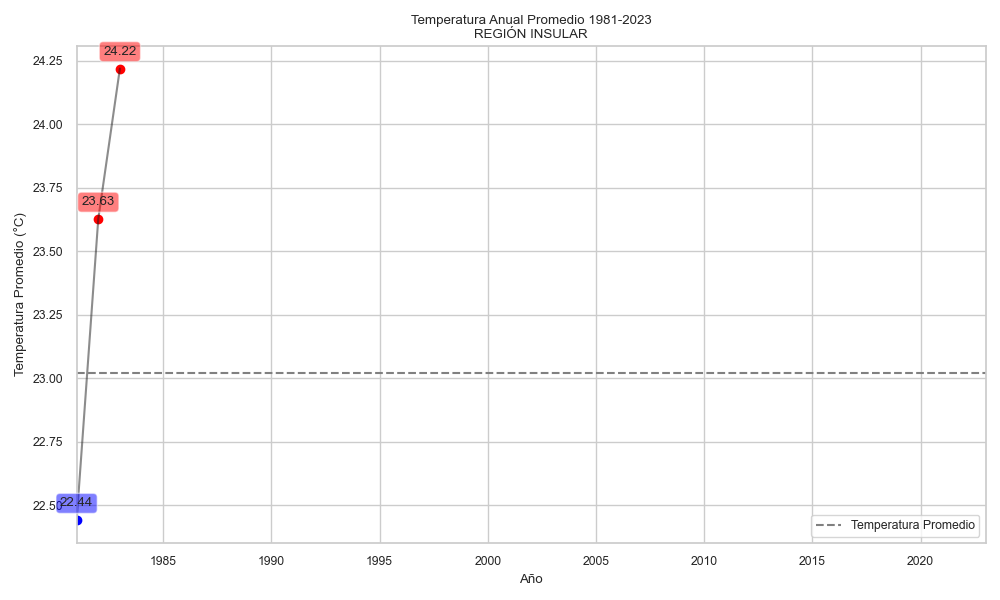 Temperatura Anual Promedio 1981-2023
REGIÓN INSULAR
24.22
24.25
24.00
23.75
23.63
23.50
23.25
23.00
22.75
22.50
22.44
Temperatura Promedio (°C)
Temperatura Promedio
1985 1990 1995 2000 2005 2010 2015 2020
Año